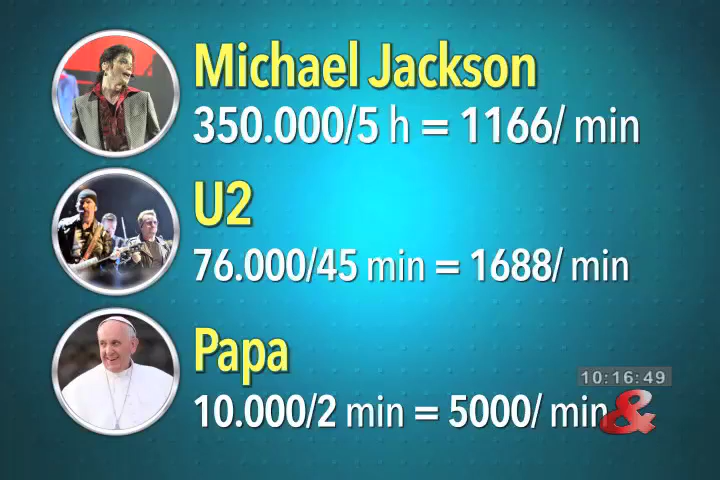 Michael Jackson
350.000/5 h = 1166/ min
U2
76.000/45 min = 1688/ min
Papa
10.000/2 min = 5000/ min
10:16:49
&